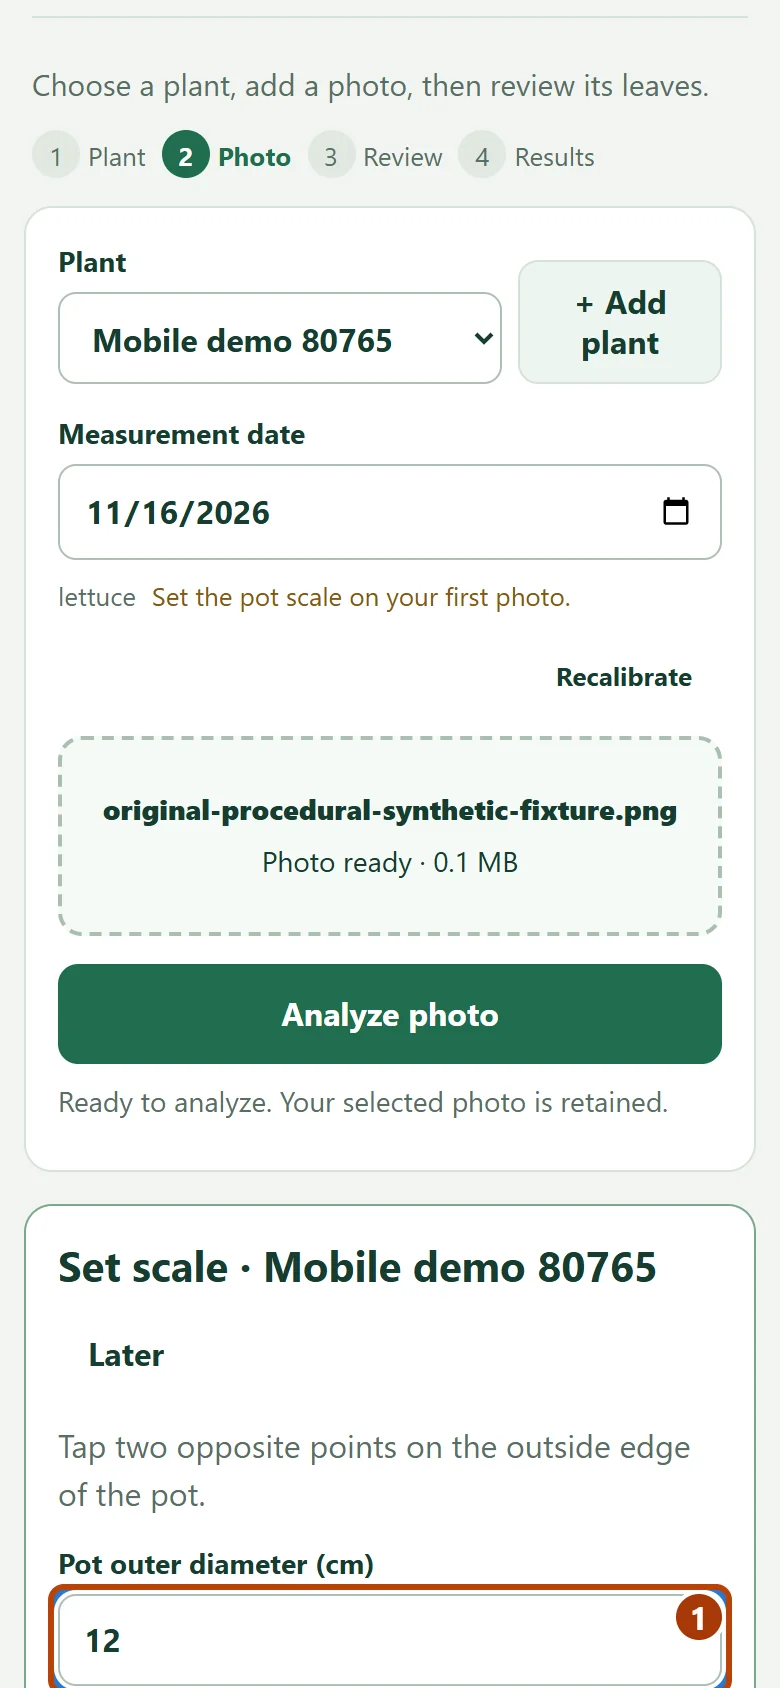 Choose a plant, add a photo, then review its leaves.
1 Plant 2 Photo 3 Review 4 Results
Plant
Mobile demo 80765
+ Add
plant
Measurement date
11/16/2026
lettuce Set the pot scale on your first photo.
Recalibrate
original-procedural-synthetic-fixture.png
Photo ready · 0.1 MB
Analyze photo
Ready to analyze. Your selected photo is retained.
Set scale · Mobile demo 80765
Later
Tap two opposite points on the outside edge
of the pot.
Pot outer diameter (cm)
12
1